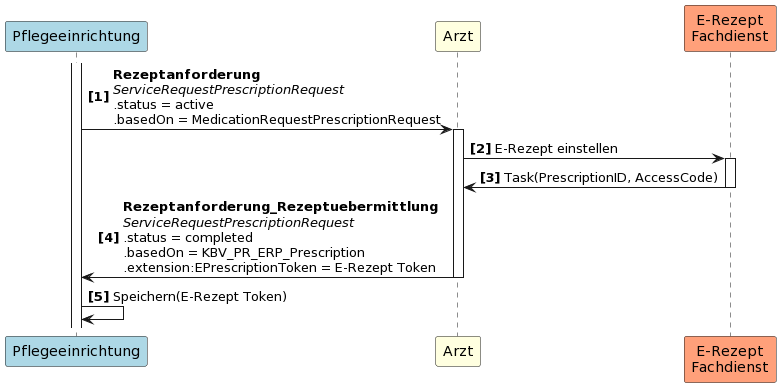 Pflegeeinrichtung
Arzt
E-Rezept
Fachdienst
[1]
Rezeptanforderung
ServiceRequestPrescriptionRequest
.status = active
.basedOn = MedicationRequestPrescriptionRequest
[2] E-Rezept einstellen
[3] Task(PrescriptionID, AccessCode)
[4]
Rezeptanforderung_Rezeptuebermittlung
ServiceRequestPrescriptionRequest
.status = completed
.basedOn = KBV_PR_ERP_Prescription
.extension:EPrescriptionToken = E-Rezept Token
[5] Speichern(E-Rezept Token)
Pflegeeinrichtung
Arzt
E-Rezept
Fachdienst